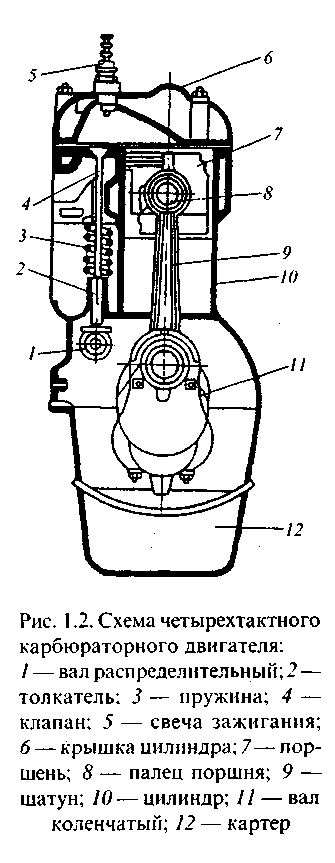 5
6
7
4
8
3
9
2
10
1
11
12
Рис. 1.2. Схема четырехтактного
карбюраторного двигателя:
1 — вал распределительный; 2 —
толкатель; 3 — пружина; 4 —
клапан; 5 — свеча зажигания;
6 — крышка цилиндра; 7 — пор-
шень; 8 — палец поршня; 9 —
шатун; 10 — цилиндр; 11 — вал
коленчатый; 12 — картер